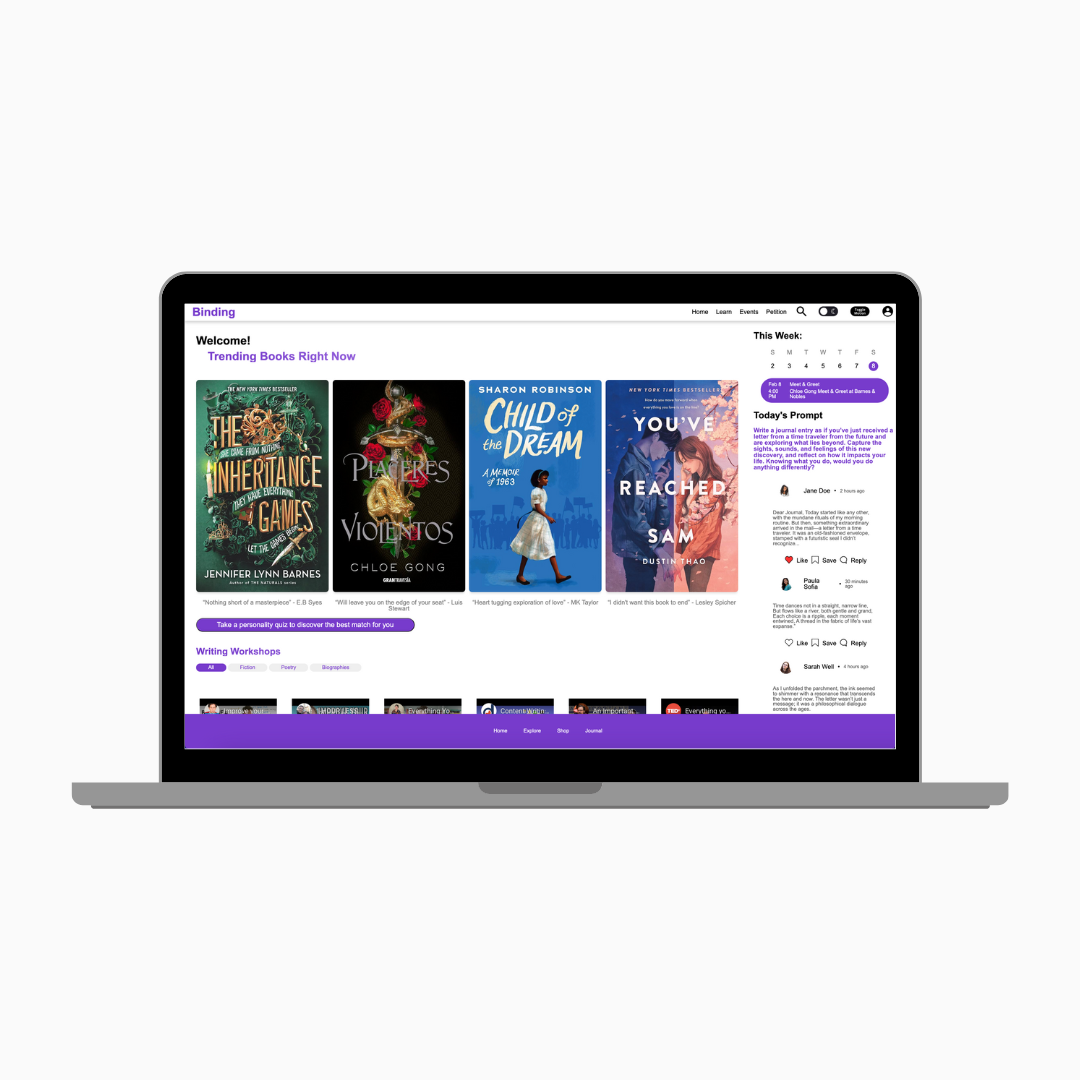 Binding
Home Learn Events Petition
Toggle Motion
Welcome!
Trending Books Right Now
THE NEW YORK TIMES BESTSELLER
THE
SHE CAME FROM NOTHING
INHERITANCE
THEY HAVE EVERYTHING
GAMES
LET THE GAMES BEGIN
JENNIFER LYNN BARNES
Author of THE NATURALS series
PLACERES
VIOLENTOS
CHLOE GONG
GRANTRAVESÍA
SHARON ROBINSON
CHILD of
the DREAM
A MEMOIR
OF 1963
NEW YORK TIMES BESTSELLER
how do you move forward when
everything you love is on the line?
YOU'VE
REACHED
SAM
DUSTIN THAO
"Nothing short of a masterpiece" - E.B Syes
"Will leave you on the edge of your seat" - Luis
Stewart
"Heart tugging exploration of love" - MK Taylor
"I didn't want this book to end" - Lesley Spicher
Take a personality quiz to discover the best match for you
Writing Workshops
All Fiction Poetry Biographies
Improve your
Everything Yo
Content Writin...
An Important...
TED
Everything yo...
This Week:
S M T W T F S
2 3 4 5 6 7 8
Feb 8 Meet & Greet
4:00 PM Chloe Gong Meet & Greet at Barnes &
Nobles
Today's Prompt
Write a journal entry as if you've just received a
letter from a time traveler from the future and
are exploring what lies beyond. Capture the
sights, sounds, and feelings of this new
discovery, and reflect on how it impacts your
life. Knowing what you do, would you do
anything differently?
Jane Doe • 2 hours ago
Dear Journal, Today started like any other,
with the mundane rituals of my morning
routine. But then, something extraordinary
arrived in the mail—a letter from a time
traveler. It was an old-fashioned envelope,
stamped with a futuristic seal I didn't
recognize...
Like Save Reply
Paula Sofia • 30 minutes ago
Time dances not in a straight, narrow line,
But flows like a river, both gentle and grand.
Each choice is a ripple, each moment
entwined, A thread in the fabric of life's vast
expanse."
Like Save Reply
Sarah Well • 4 hours ago
As I unfolded the parchment, the ink seemed
to shimmer with a resonance that transcends
the here and now. The letter wasn't just a
message; it was a philosophical dialogue
across the ages.
Home Explore Shop Journal